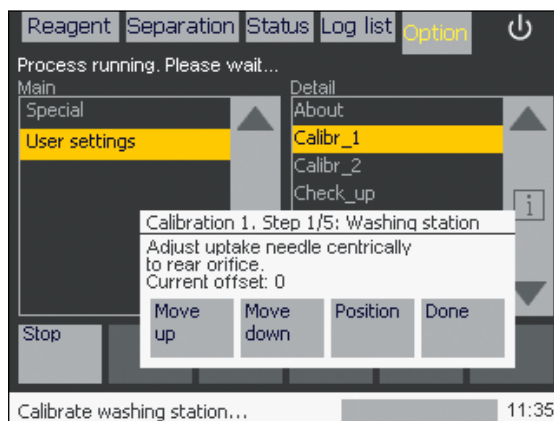 Reagent Separation Status Log list Option
Process running. Please wait...
Main
Detail
Special
About
User settings
Calibr_1
Calibr_2
Check_up
i
Calibration 1. Step 1/5: Washing station
Adjust uptake needle centrically
to rear orifice.
Current offset: 0
Move up
Move down
Position
Done
Stop
Calibrate washing station...
11:35